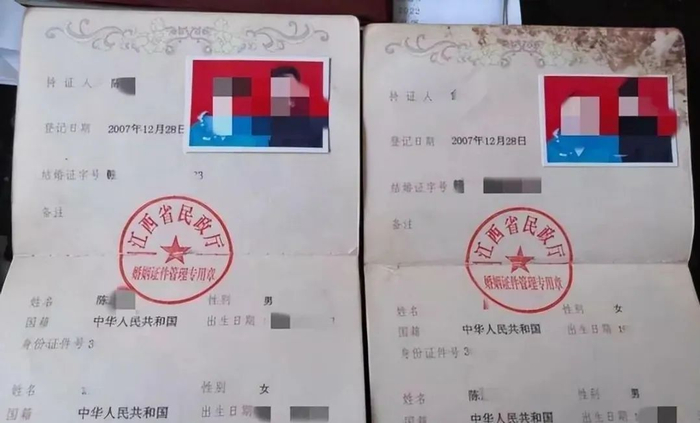 持证人 陈
登记日期 2007年12月28日
结婚证字号
备注
江西省民政厅
婚姻证件管理专用章
姓名 陈 性别 男
国籍 中华人民共和国 出生日期
身份证件号 3
姓名 性别 女
国籍 中华人民共和国 出生日期
持证人
登记日期 2007年12月28日
结婚证字号
备注
江西省民政厅
婚姻证件管理专用章
姓名 性别 女
国籍 中华人民共和国 出生日期 1
身份证件号 3
姓名 陈 性别 男
国籍 中华人民共和国 出生日期